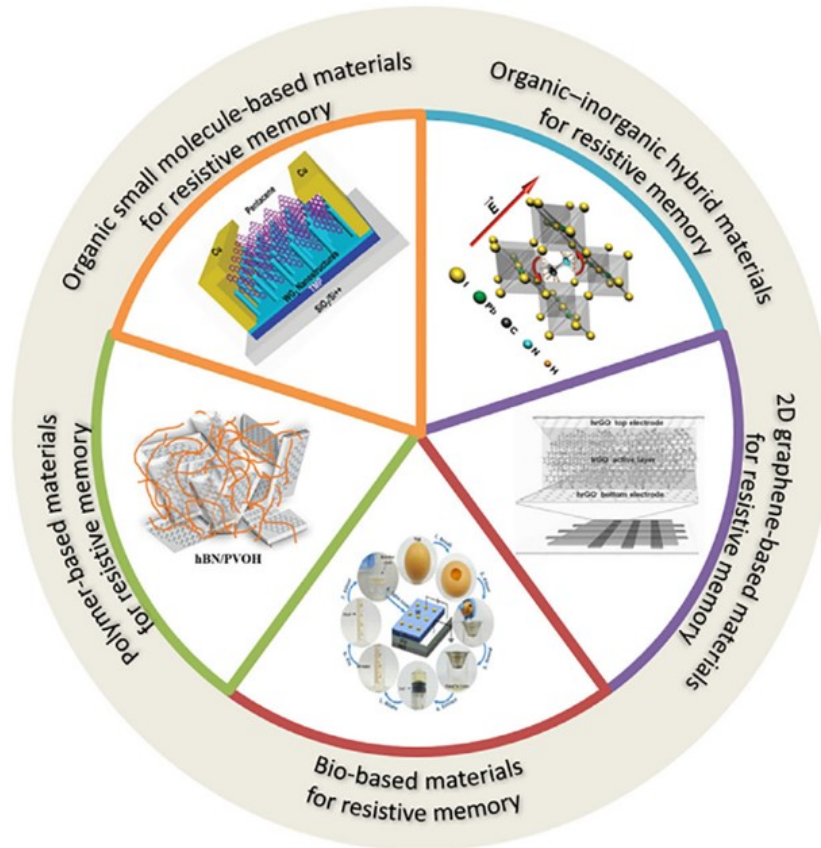 Organic small molecule-based materials
for resistive memory
Organic–inorganic hybrid materials
for resistive memory
2D graphene-based materials
for resistive memory
Bio-based materials
for resistive memory
polymer-based materials
for resistive memory
Cu
Pentacene
Cu
WO₃ Nanostructures
SiO₂/Si++
E
I
Pb
C
N
H
hrGO top electrode
active layer
hrGO bottom electrode
hBN/PVOH